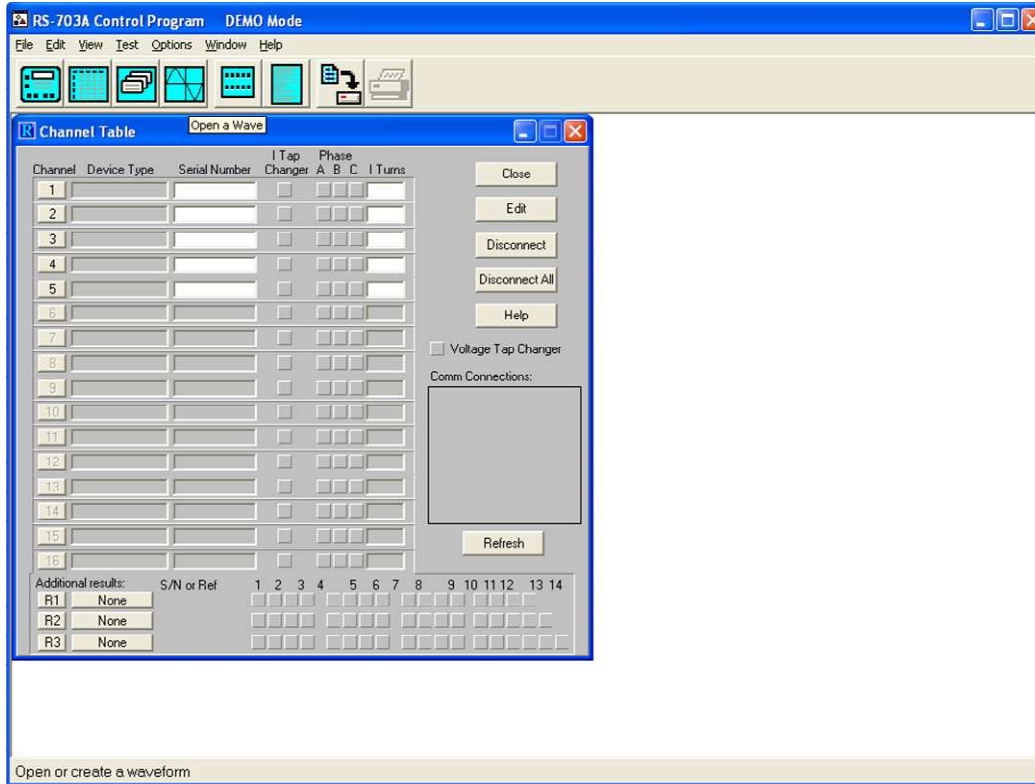 RS-703A Control Program DEMO Mode
File Edit View Test Options Window Help
Open a Wave
Channel Table
I Tap Phase
Channel Device Type Serial Number Changer A B C I Turns
1
2
3
4
5
6
7
8
9
10
11
12
13
14
15
16
Close
Edit
Disconnect
Disconnect All
Help
Voltage Tap Changer
Comm Connections:
Refresh
Additional results: S/N or Ref 1 2 3 4 5 6 7 8 9 10 11 12 13 14
R1 None
R2 None
R3 None
Open or create a waveform